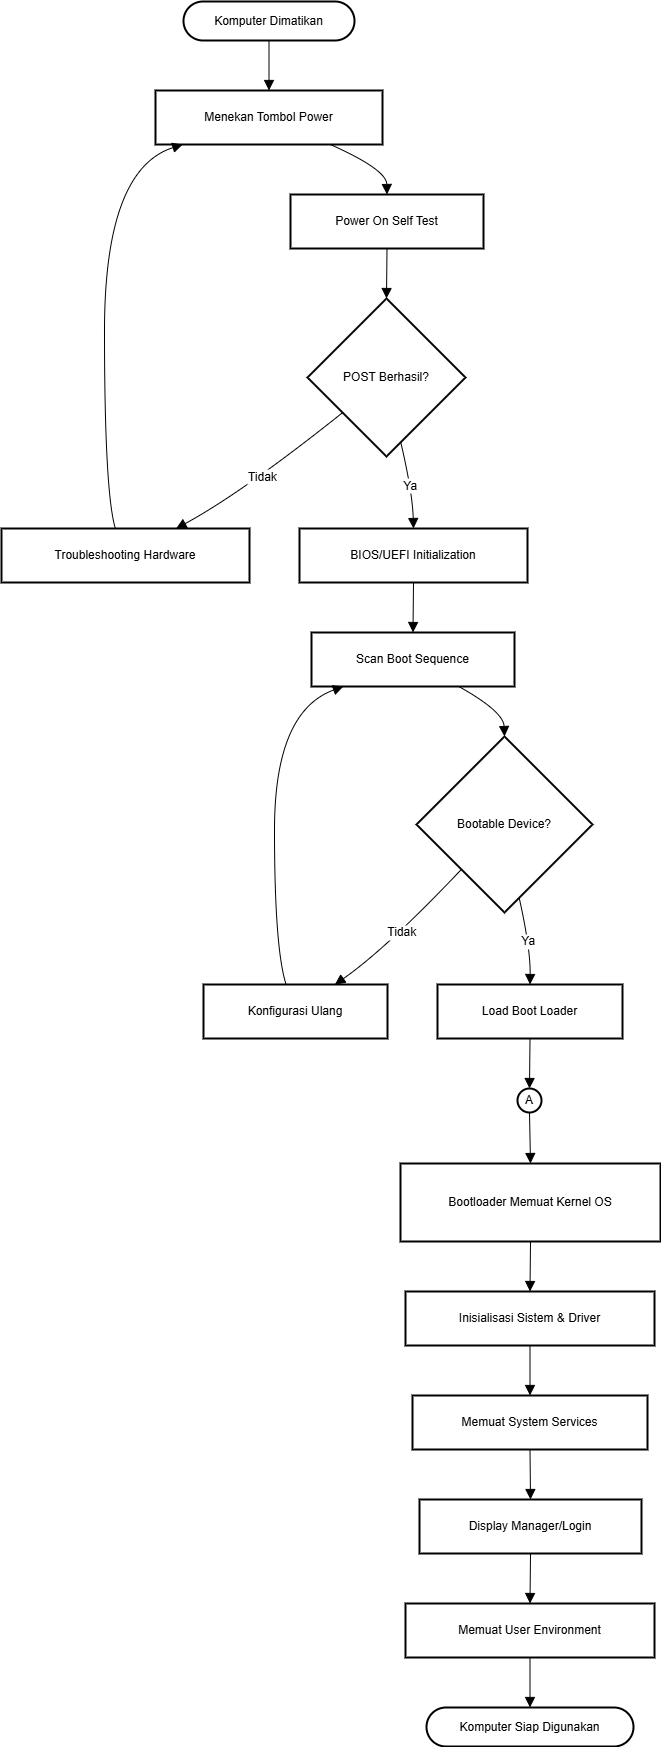 Komputer Dimatikan
Menekan Tombol Power
Power On Self Test
POST Berhasil?
Tidak
Ya
Troubleshooting Hardware
BIOS/UEFI Initialization
Scan Boot Sequence
Bootable Device?
Tidak
Ya
Konfigurasi Ulang
Load Boot Loader
A
Bootloader Memuat Kernel OS
Inisialisasi Sistem & Driver
Memuat System Services
Display Manager/Login
Memuat User Environment
Komputer Siap Digunakan